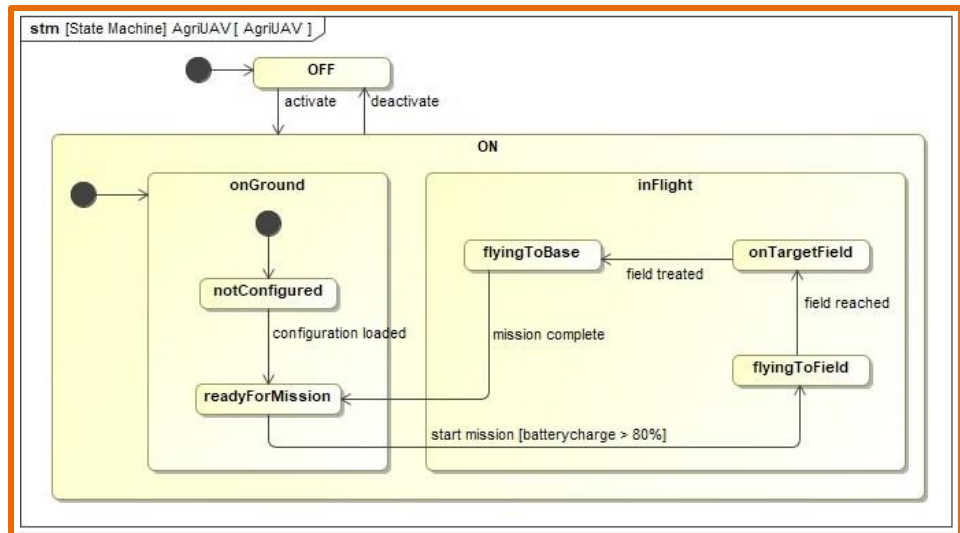 stm [State Machine] AgriUAV [ AgriUAV ]
OFF
activate
deactivate
ON
onGround
inFlight
flyingToBase
onTargetField
field treated
notConfigured
field reached
configuration loaded
mission complete
flyingToField
readyForMission
start mission [batterycharge > 80%]